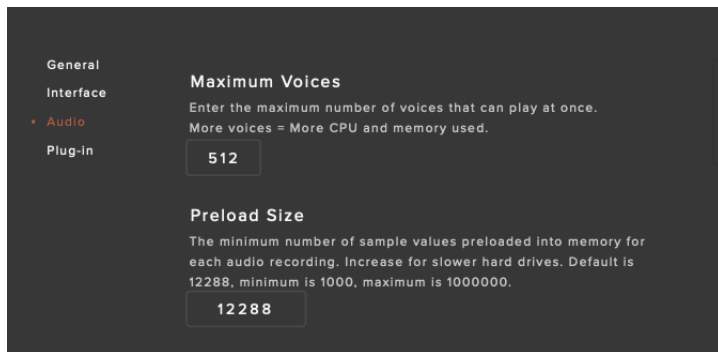 General
Interface
Audio
Plug-in
Maximum Voices
Enter the maximum number of voices that can play at once.
More voices = More CPU and memory used.
512
Preload Size
The minimum number of sample values preloaded into memory for
each audio recording. Increase for slower hard drives. Default is
12288, minimum is 1000, maximum is 1000000.
12288